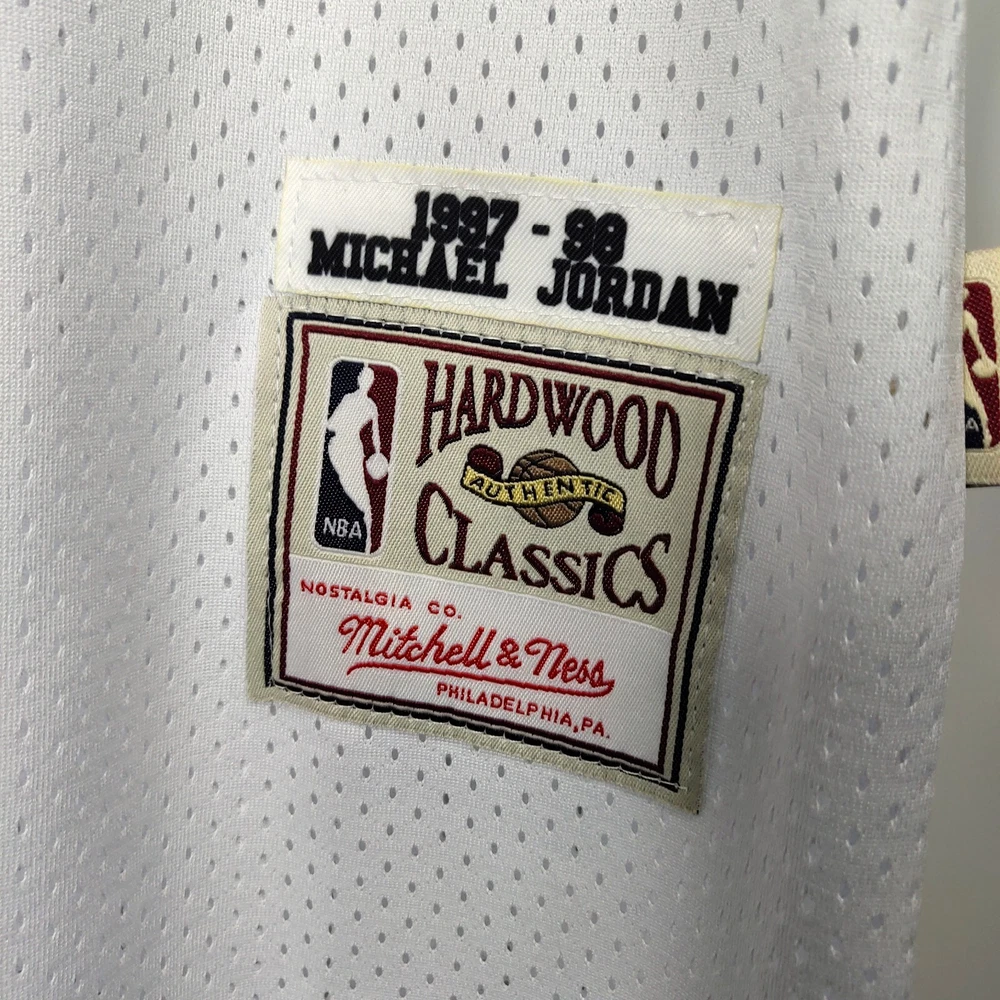 1997 - 98
MICHAEL JORDAN
HARDWOOD
AUTHENTIC
CLASSICS
NBA
NOSTALGIA CO.
Mitchell & Ness
PHILADELPHIA, PA.
A